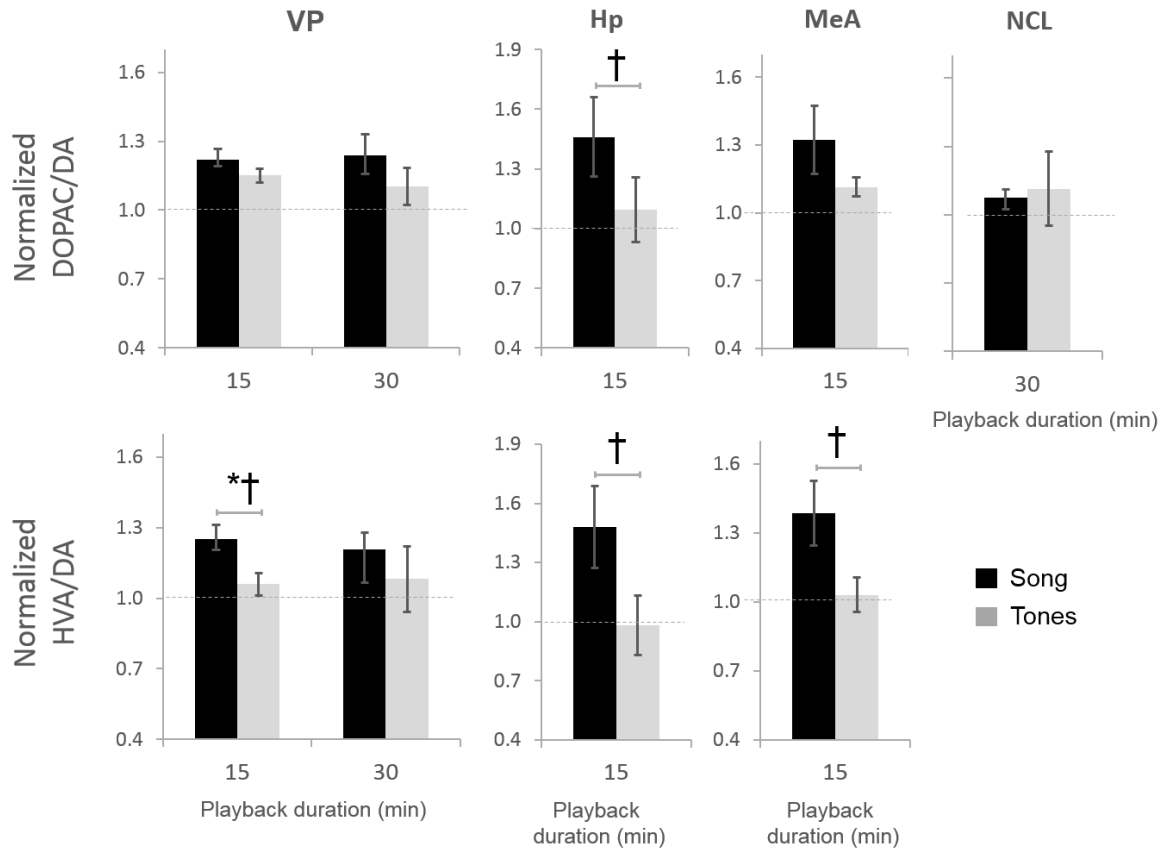 VP
Hp
MeA
NCL
Normalized
DOPAC/DA
1.6
1.3
1.0
0.7
0.4
15
30
1.9
1.6
1.3
1.0
0.7
0.4
†
15
1.6
1.3
1.0
0.7
0.4
15
30
Playback duration (min)
Normalized
HVA/DA
1.6
1.3
1.0
0.7
0.4
*†
15
30
Playback duration (min)
1.9
1.6
1.3
1.0
0.7
0.4
†
15
Playback
duration (min)
1.6
1.3
1.0
0.7
0.4
†
15
Playback
duration (min)
Song
Tones